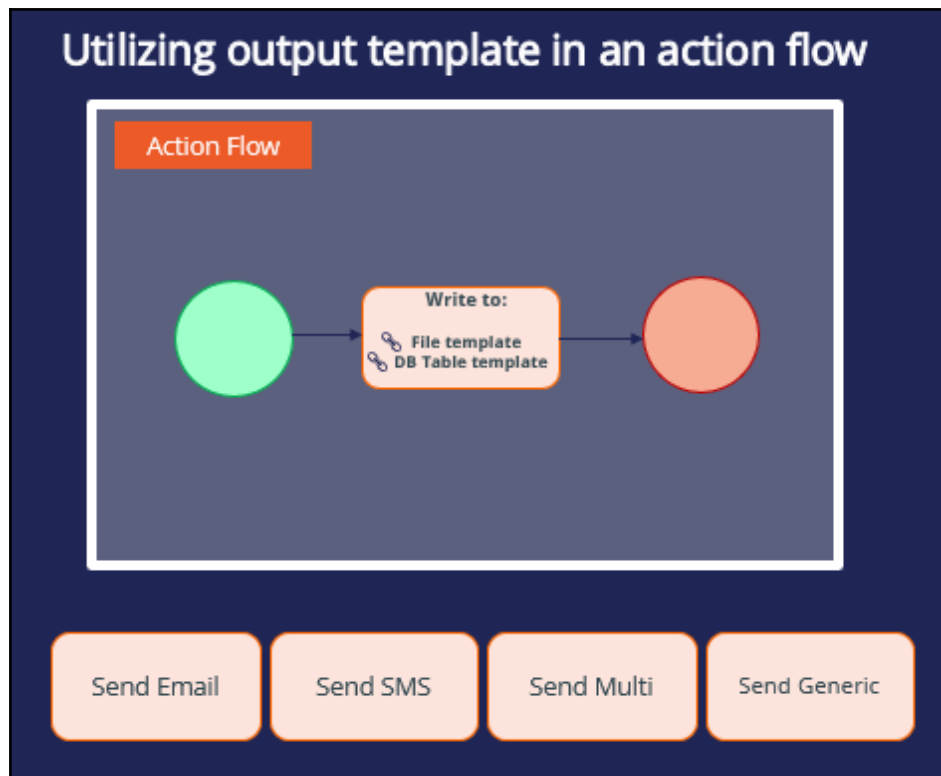 Utilizing output template in an action flow
Action Flow
Write to:
File template
DB Table template
Send Email
Send SMS
Send Multi
Send Generic